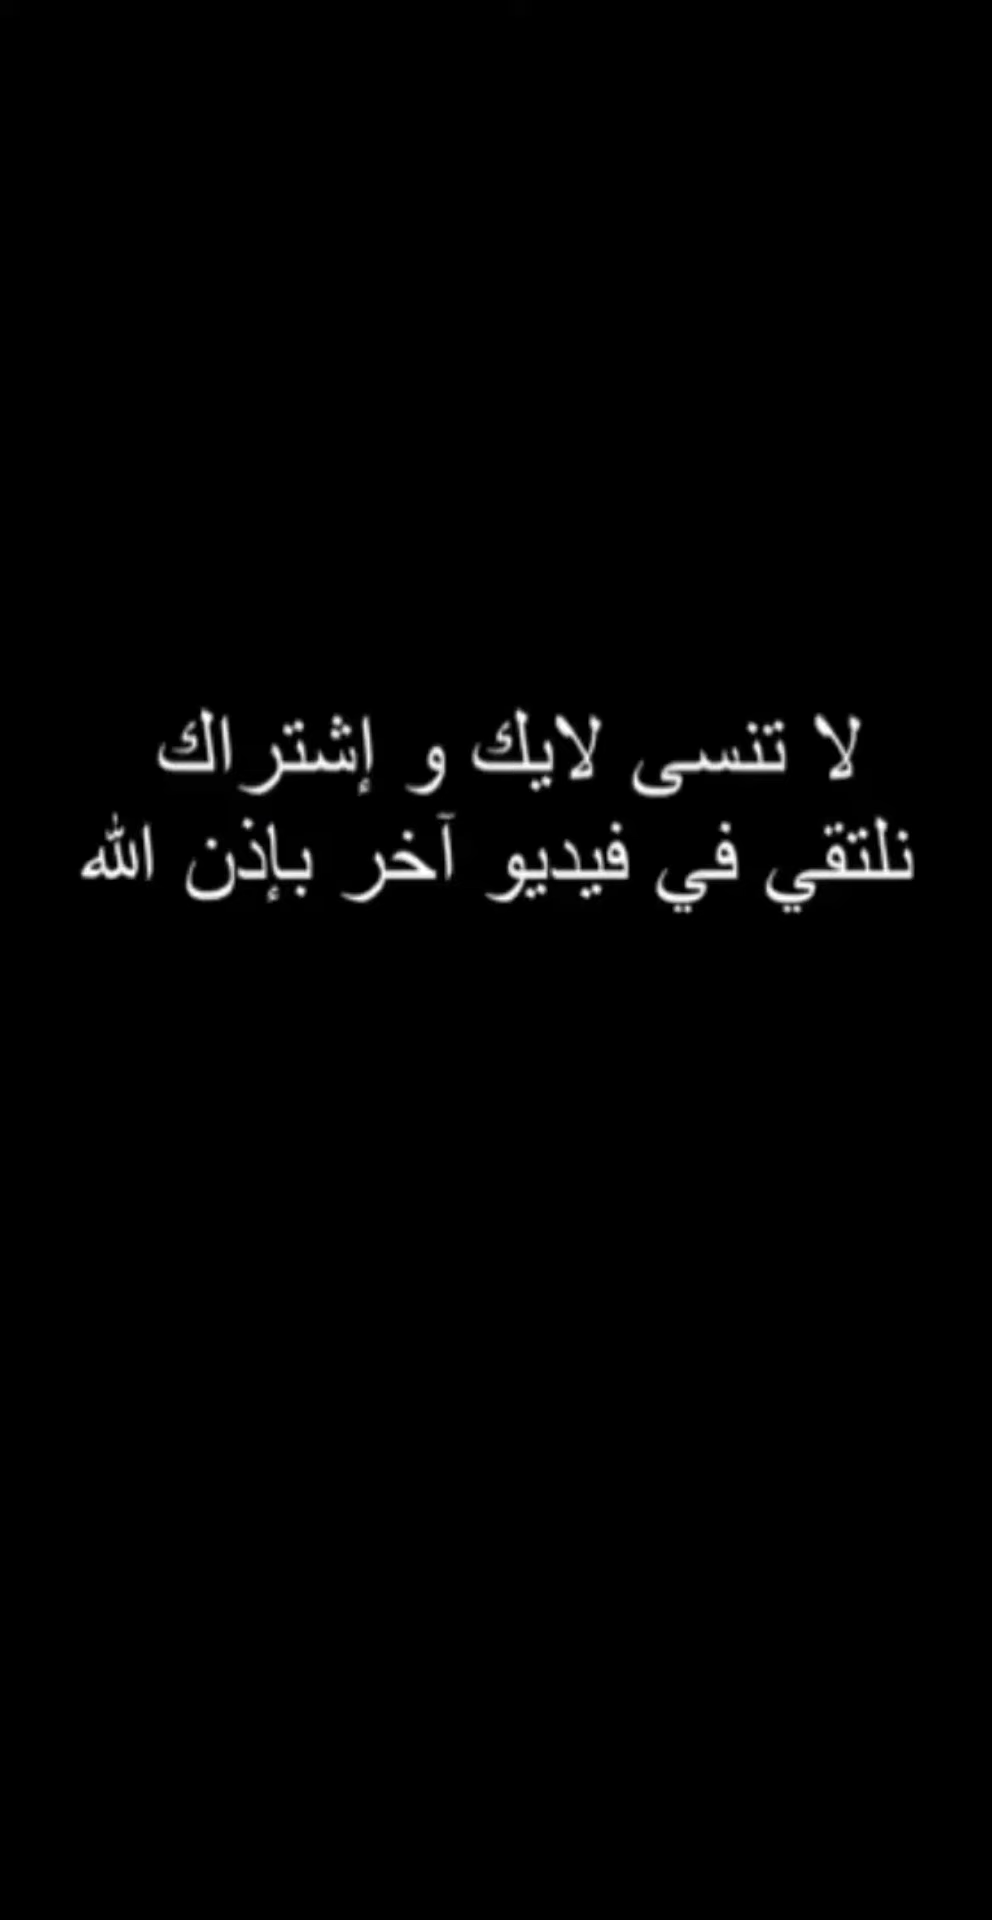 لا تنسى لايك و إشتراك
نلتقي في فيديو آخر بإذن الله